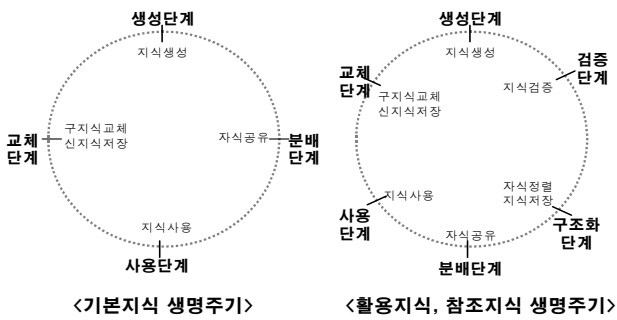 생성단계
지식생성
교체
단계
구지식교체
신지식저장
자식공유
분배
단계
지식사용
사용단계
<기본지식 생명주기>
생성단계
지식생성
검증
단계
지식검증
교체
단계
구지식교체
신지식저장
자식정렬
지식저장
구조화
단계
지식사용
사용
단계
자식공유
분배단계
<활용지식, 참조지식 생명주기>